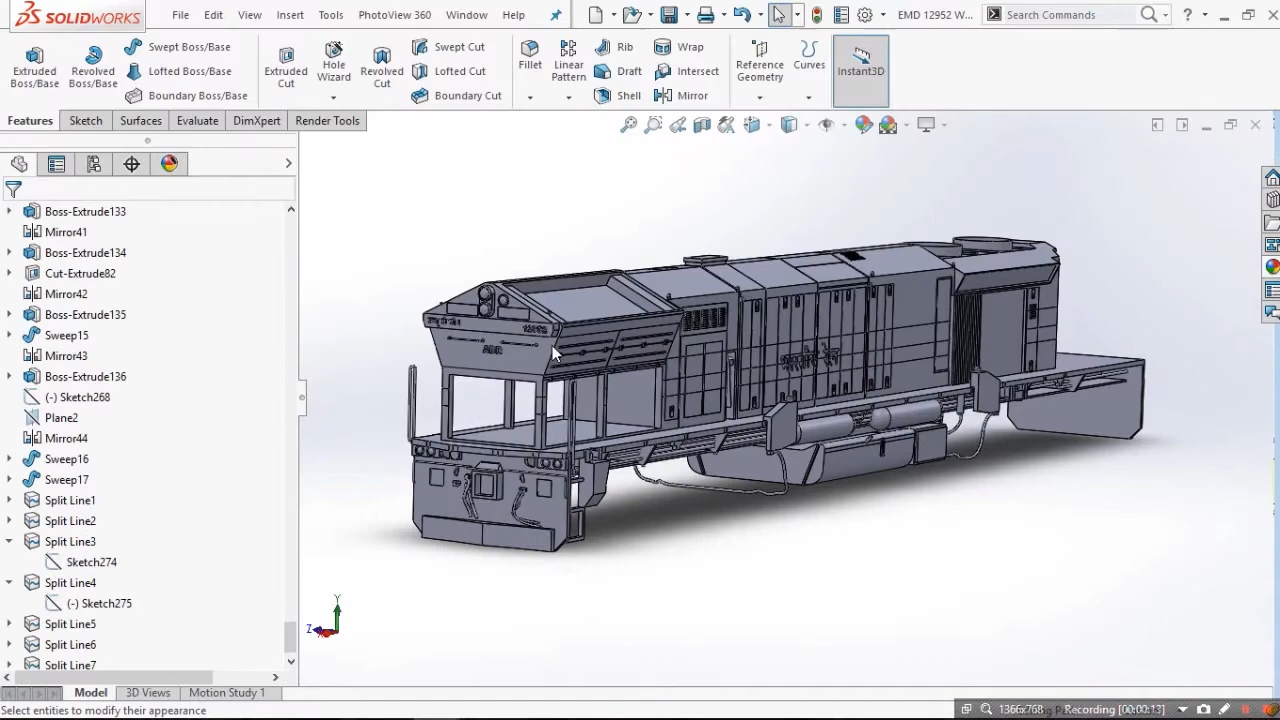 SOLIDWORKS
File Edit View Insert Tools PhotoView 360 Window Help
EMD 12952 W...
Search Commands
Extruded Boss/Base
Revolved Boss/Base
Swept Boss/Base
Lofted Boss/Base
Boundary Boss/Base
Extruded Cut
Hole Wizard
Revolved Cut
Swept Cut
Lofted Cut
Boundary Cut
Fillet
Linear Pattern
Rib
Draft
Shell
Wrap
Intersect
Mirror
Reference Geometry
Curves
Instant3D
Features Sketch Surfaces Evaluate DimXpert Render Tools
Boss-Extrude133
Mirror41
Boss-Extrude134
Cut-Extrude82
Mirror42
Boss-Extrude135
Sweep15
Mirror43
Boss-Extrude136
(-) Sketch268
Plane2
Mirror44
Sweep16
Sweep17
Split Line1
Split Line2
Split Line3
Sketch274
Split Line4
(-) Sketch275
Split Line5
Split Line6
Split Line7
ADR
Y
Z
Model 3D Views Motion Study 1
Select entities to modify their appearance
1366x768 Recording [00:00:13]